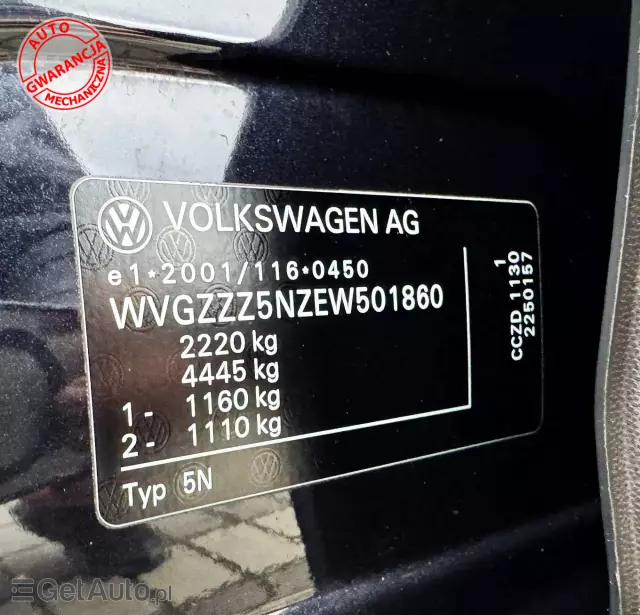 AUTO
GWARANCJA
MECHANICZNA
VOLKSWAGEN AG
e1*2001/116*0450
WVGZZZ5NZEW501860
2220 kg
4445 kg
1- 1160 kg
2- 1110 kg
Typ 5N
1
CCZD 1130
2250157
GetAuto.pl